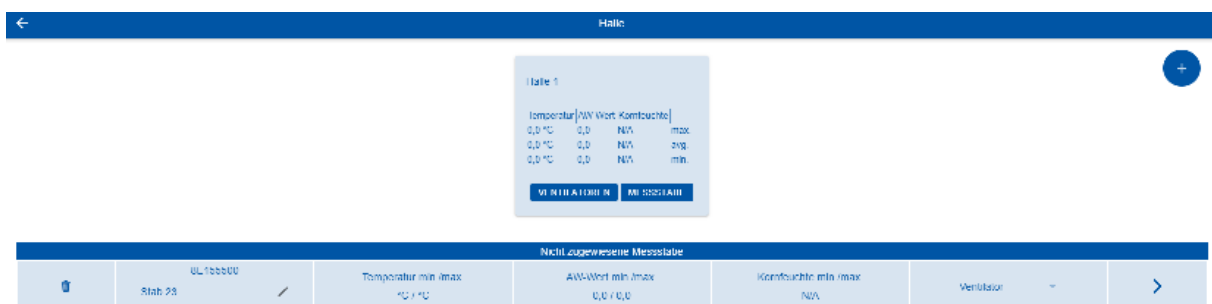 Halle
+
Halle 1
Temperatur AW Wert Kornfeuchte
0,0 °C 0,0 N/A max.
0,0 °C 0,0 N/A avg.
0,0 °C 0,0 N/A min.
VENTILATOREN MESSSTÄBE
Nicht zugewiesene Messstäbe
Stab 23
Temperatur min /max
°C / °C
AW-Wert min /max
0,0 / 0,0
Kornfeuchte min /max
N/A
Ventilator